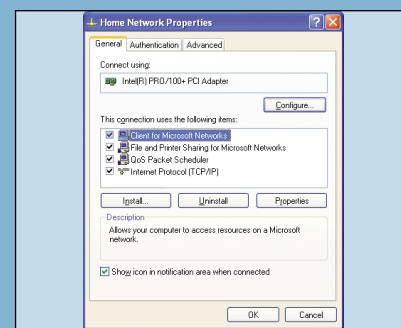 Home Network Properties
General Authentication Advanced
Connect using:
Intel(R) PRO/100+ PCI Adapter
Configure...
This connection uses the following items:
Client for Microsoft Networks
File and Printer Sharing for Microsoft Networks
QoS Packet Scheduler
Internet Protocol (TCP/IP)
Install... Uninstall Properties
Description
Allows your computer to access resources on a Microsoft
network.
Show icon in notification area when connected
OK Cancel